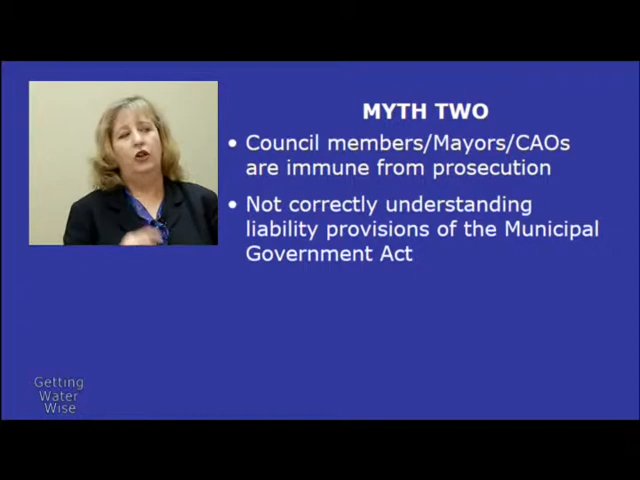 MYTH TWO
• Council members/Mayors/CAOs
are immune from prosecution
• Not correctly understanding
liability provisions of the Municipal
Government Act
Getting
Water
Wise